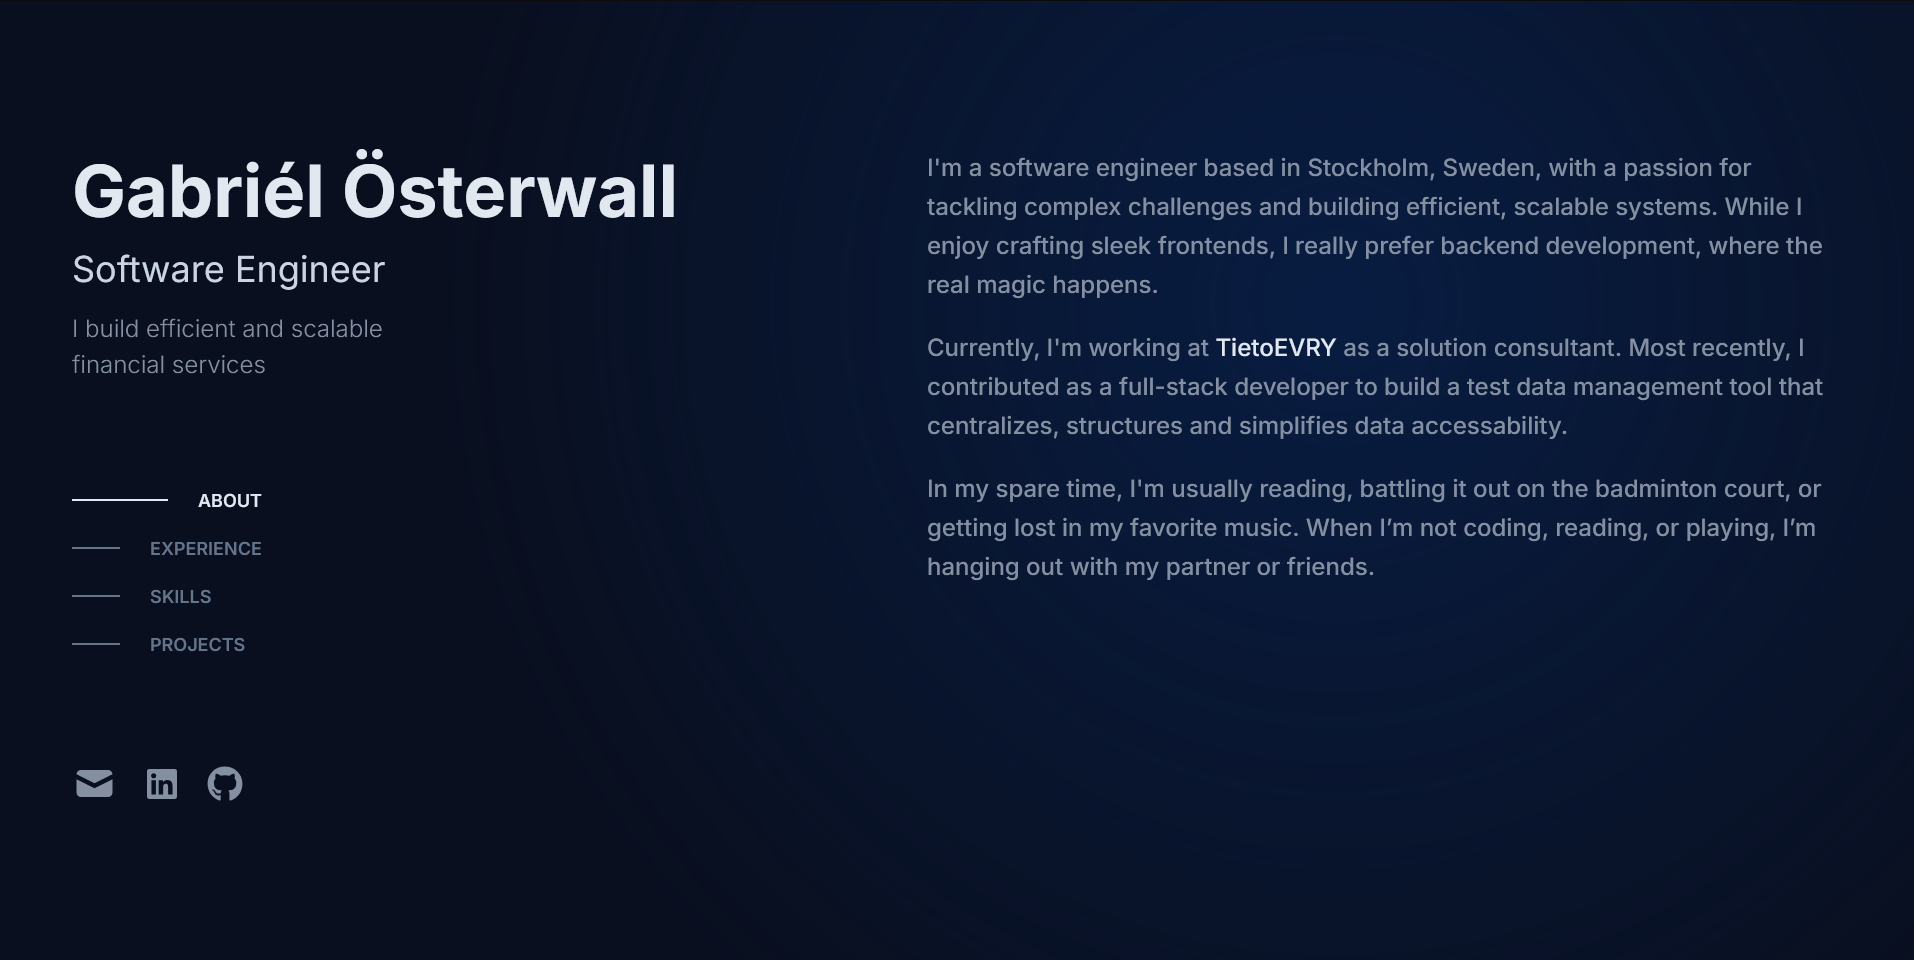 Gabriél Österwall
Software Engineer
I build efficient and scalable
financial services
ABOUT
EXPERIENCE
SKILLS
PROJECTS
in
I'm a software engineer based in Stockholm, Sweden, with a passion for
tackling complex challenges and building efficient, scalable systems. While I
enjoy crafting sleek frontends, I really prefer backend development, where the
real magic happens.
Currently, I'm working at TietoEVRY as a solution consultant. Most recently, I
contributed as a full-stack developer to build a test data management tool that
centralizes, structures and simplifies data accessability.
In my spare time, I'm usually reading, battling it out on the badminton court, or
getting lost in my favorite music. When I’m not coding, reading, or playing, I’m
hanging out with my partner or friends.